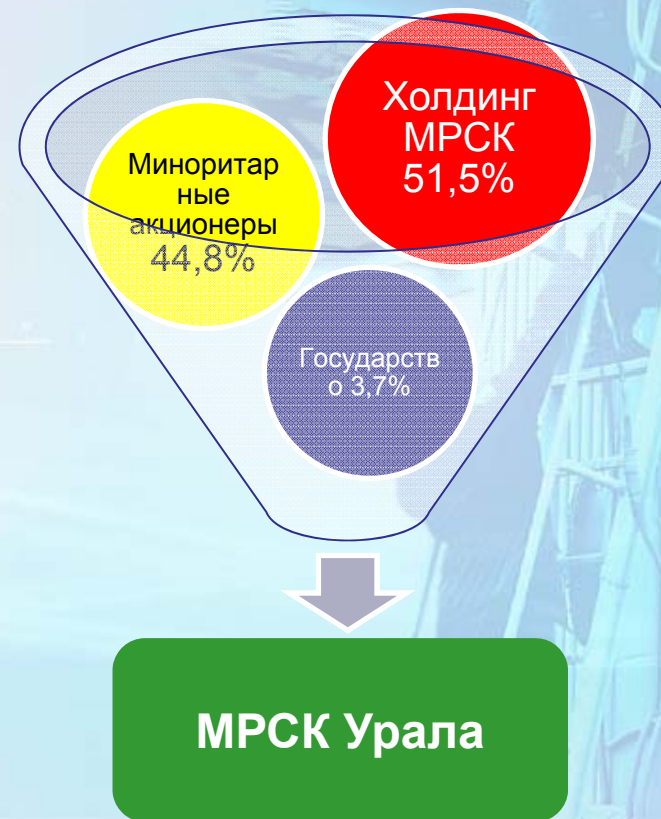 Холдинг
МРСК
51,5%
Миноритар
ные
акционеры
44,8%
Государств
о 3,7%
МРСК Урала